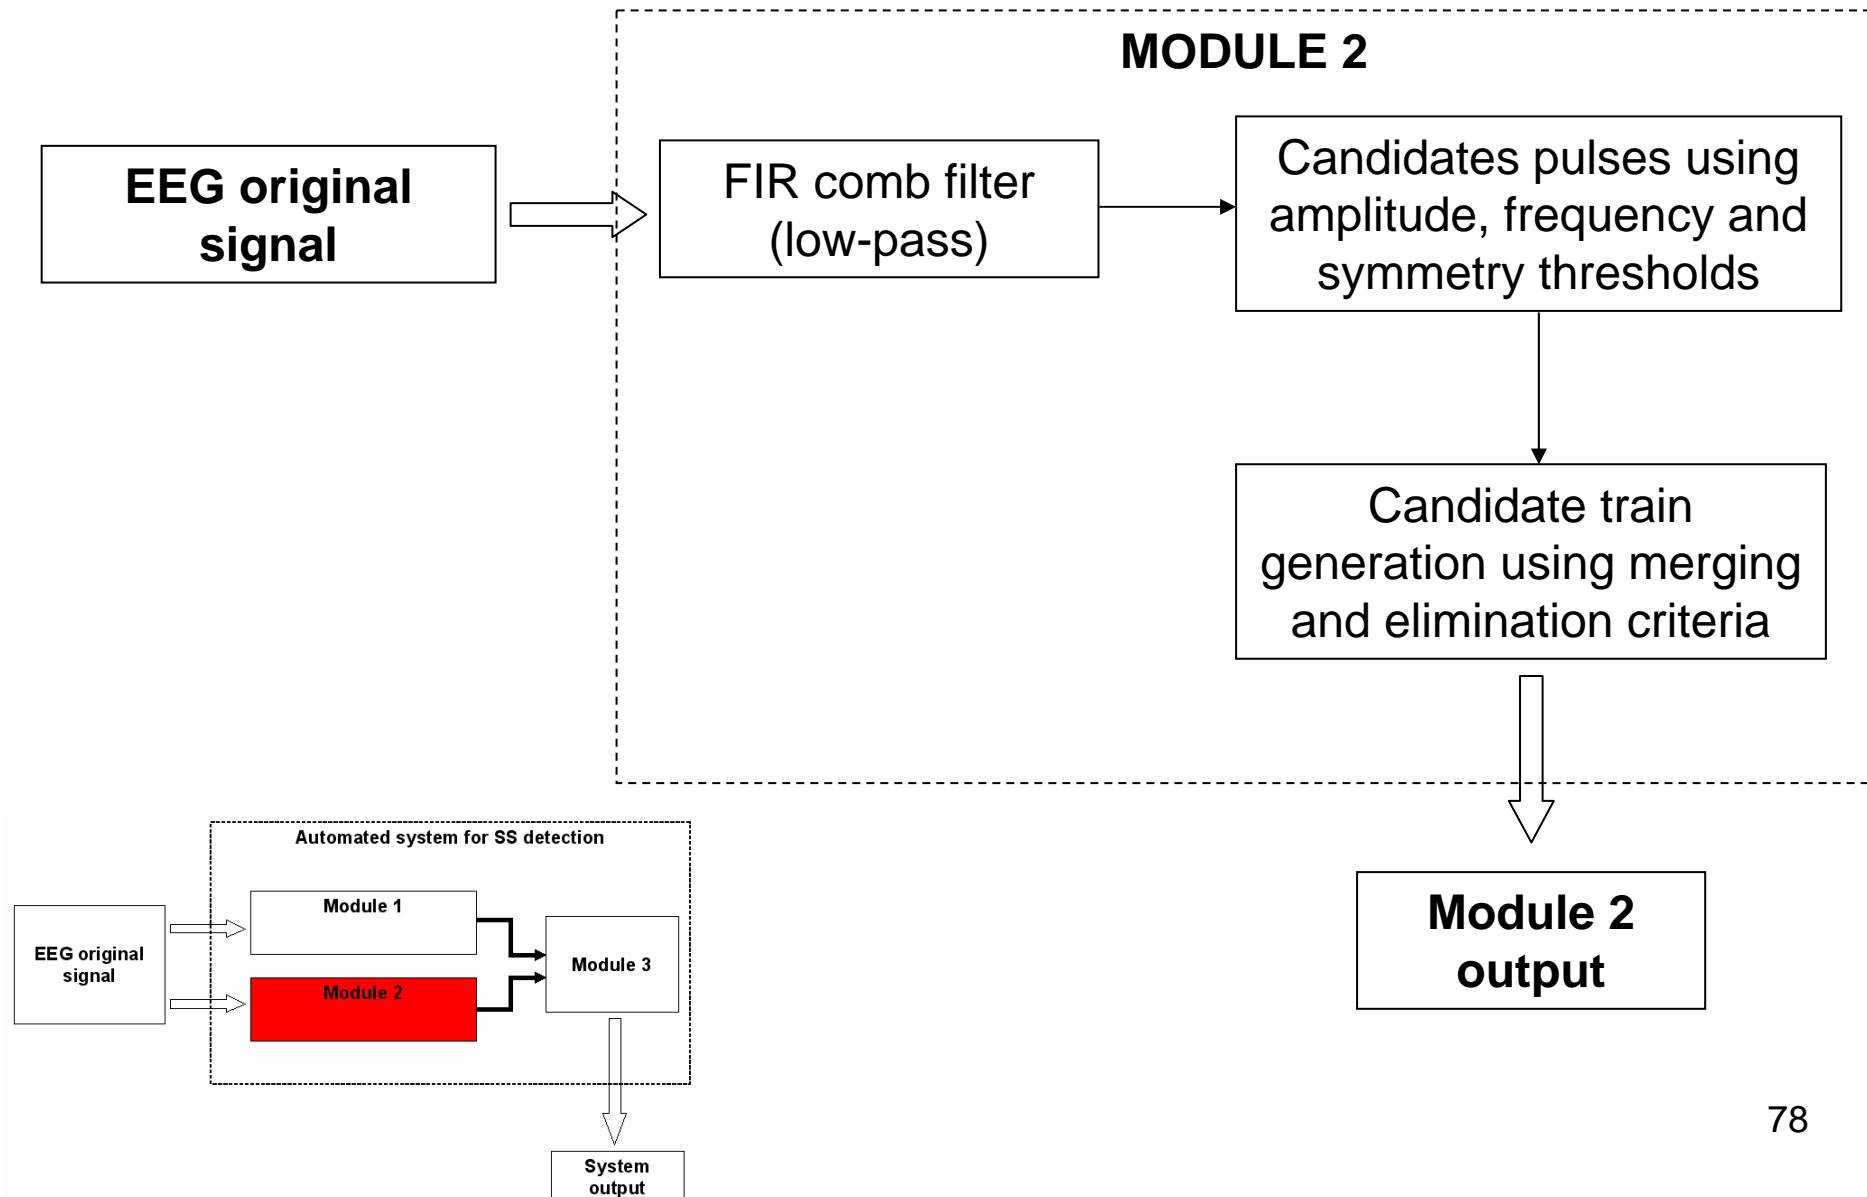 MODULE 2
EEG original
signal
FIR comb filter
(low-pass)
Candidates pulses using
amplitude, frequency and
symmetry thresholds
Candidate train
generation using merging
and elimination criteria
Module 2
output
Automated system for SS detection
EEG original
signal
Module 1
Module 2
Module 3
System
output
78